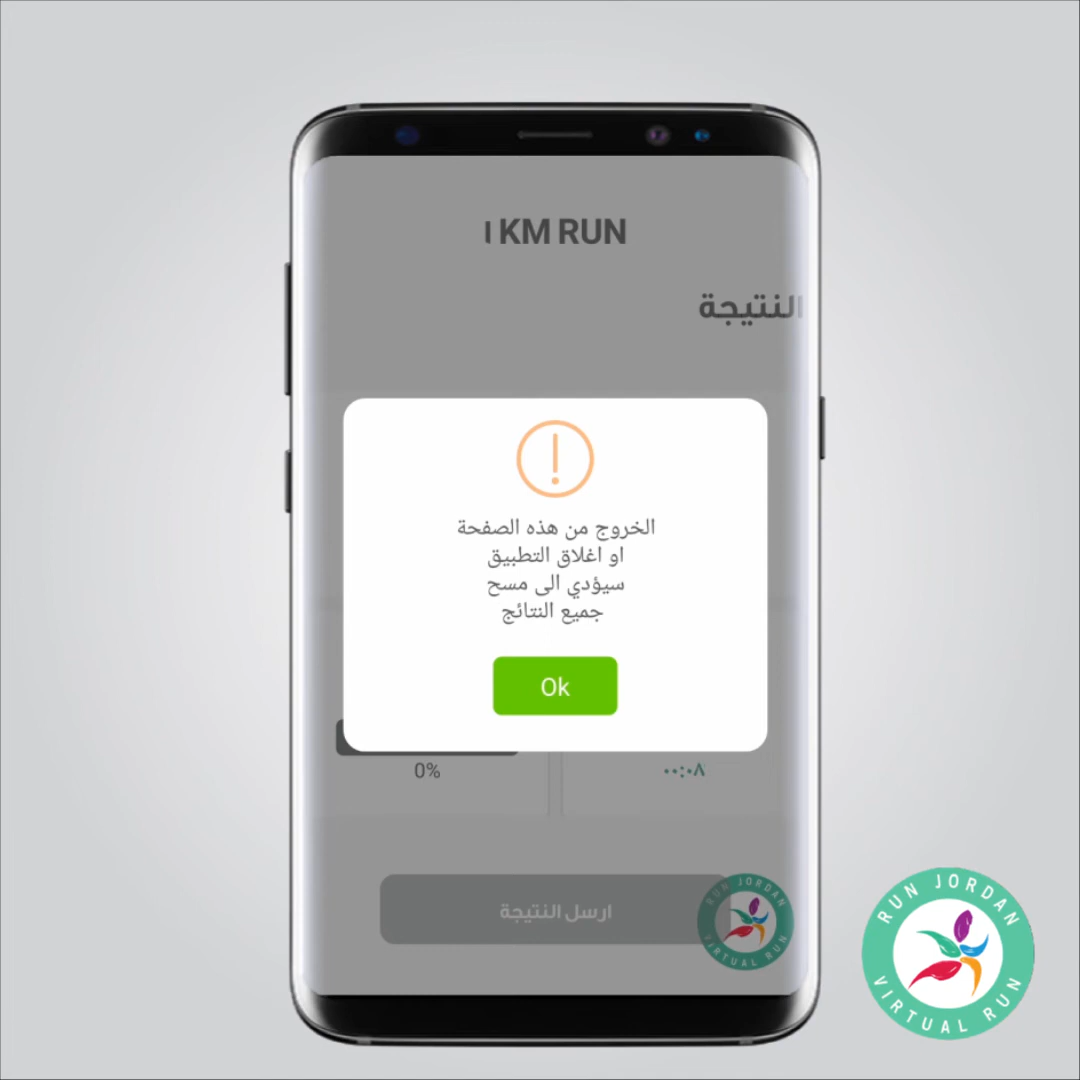 ١ KM RUN
النتيجة
الخروج من هذه الصفحة
او اغلاق التطبيق
سيؤدي الى مسح
جميع النتائج
Ok
0%
٠٠:٠٨
ارسل النتيجة
RUN JORDAN
VIRTUAL RUN
RUN JORDAN
VIRTUAL RUN